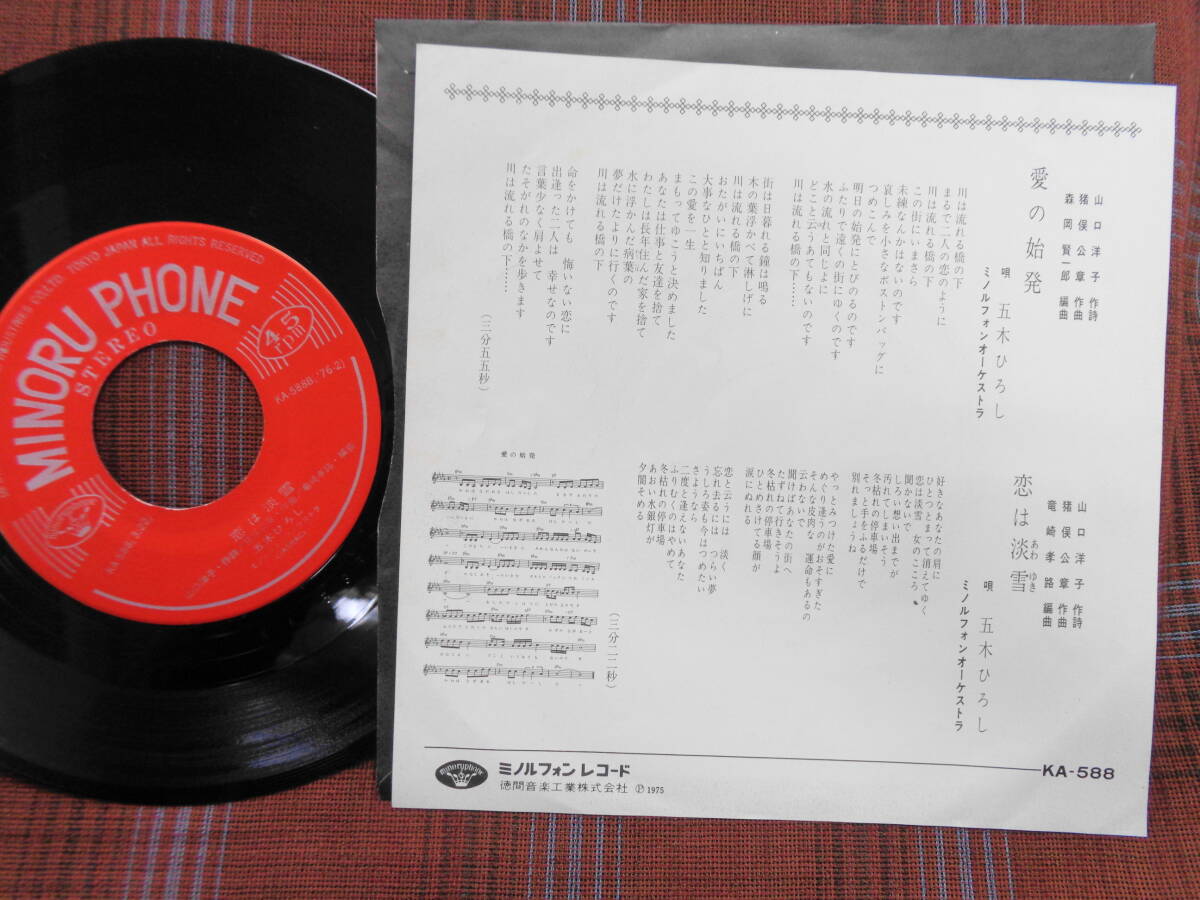 愛の始発
山口洋子 作詩
猪俣公章 作曲
森岡賢一郎 編曲
唄 五木ひろし
ミノルフォンオーケストラ
川は流れる橋の下
まるで二人の恋のように
川は流れる橋の下
この街にいまさら
未練なんかはないのです
哀しみを小さなボストンバッグに
つめこんで
明日の始発にとびのるのです
ふたりで遠くの街にゆくのです
水の流れと同じよに
どこと云うあてもないのです
川は流れる橋の下……
街は日暮れる鐘は鳴る
木の葉浮かべて淋しげに
川は流れる橋の下
おたがいにいちばん
大事なひとと知りました
この愛を一生
まもってゆこうと決めました
あなたは仕事と友達を捨て
わたしは長年住んだ家を捨て
水に浮かんだ病葉の
夢だけたよりに行くのです
川は流れる橋の下
命をかけても 悔いない恋に
出逢った二人は 幸せなのです
言葉少なく肩よせて
たそがれのなかを歩きます
川は流れる橋の下……
(三分五五秒)
恋は淡雪
あわ ゆき
山口洋子 作詩
猪俣公章 作曲
竜崎孝路 編曲
唄 五木ひろし
ミノルフォンオーケストラ
好きなあなたの肩に
ひとつとまって消えてゆく
恋は淡雪 女のこころ
聞かないで
しろい想い出までが
汚れてしまいそう
冬枯れの停車場
そっと手をふるだけで
別れましょうね
やっとみつけた愛に
めぐり逢うのがおそすぎた
そんな皮肉な 運命もあるの
云わないで
聞けばあなたの街へ
たずねて行きそうよ
冬枯れの停車場
ひとくねさけてる顔が
涙にぬれる
恋と云うには 淡く
忘れ去るには つらい夢
うしろ姿も今はつめたい
さようなら
二度と逢えないあなた
ふりむくのはやめて
冬枯れの停車場
あおい水銀灯が
夕闇そめる
(三分二二秒)
愛の始発
minoruphone
ミノルフォン レコード
徳間音楽工業株式会社 ℗ 1975
KA-588
TOKYO JAPAN ALL RIGHTS RESERVED
MINORU PHONE
STEREO
45
rpm
KA-588B('76-2)
恋は淡雪